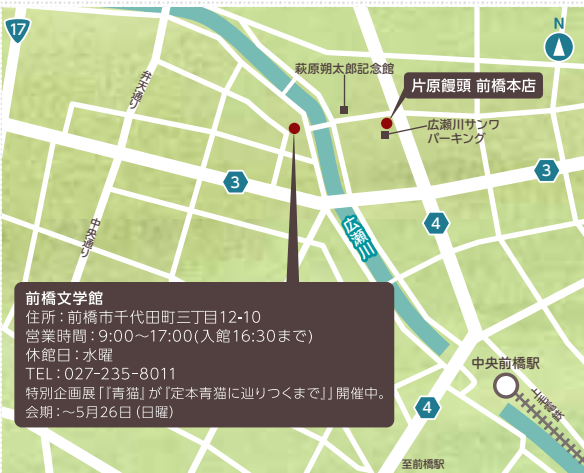 17
N
弁天通り
萩原朔太郎記念館
片原饅頭 前橋本店
広瀬川サンワ
パーキング
3
3
中央通り
広瀬川
4
前橋文学館
住所：前橋市千代田町三丁目12-10
営業時間：9:00〜17:00(入館16:30まで)
休館日：水曜
TEL：027-235-8011
特別企画展「『青猫』が『定本青猫に辿りつくまで』」開催中。
会期：〜5月26日(日曜)
中央前橋駅
上毛電鉄
4
至前橋駅